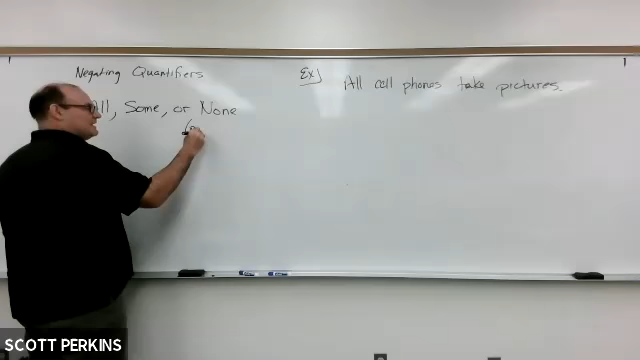 Negating Quantifiers
All, Some, or None
(
Ex) All cell phones take pictures.
SCOTT PERKINS